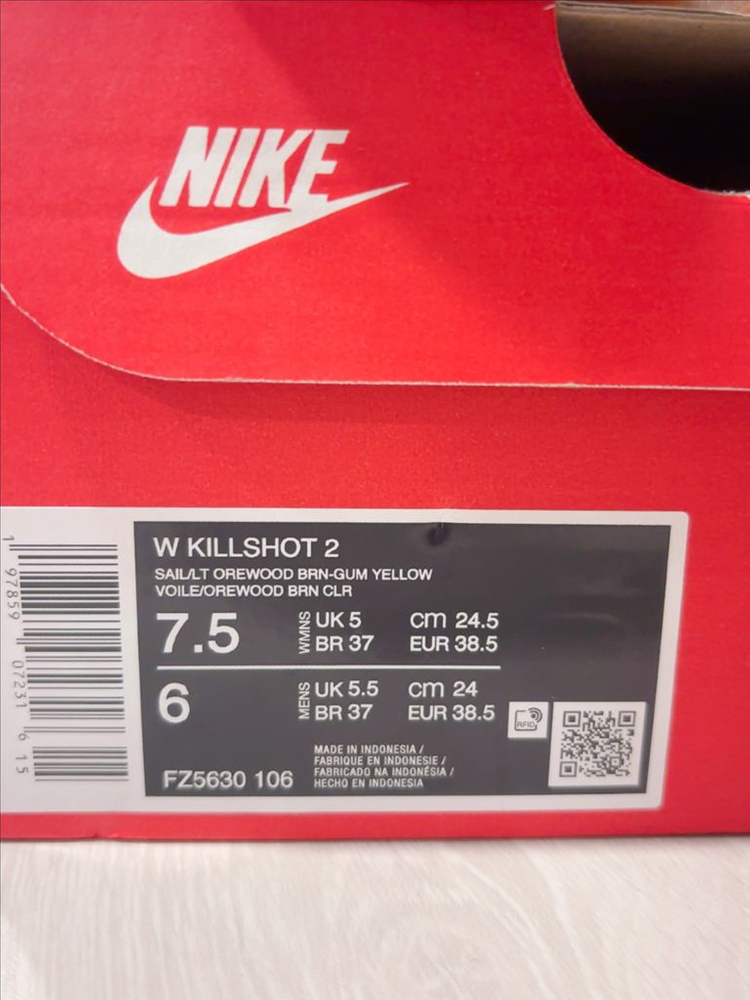 NIKE
W KILLSHOT 2
SAIL/LT OREWOOD BRN-GUM YELLOW
VOILE/OREWOOD BRN CLR
7.5 WMNS UK 5 cm 24.5
BR 37 EUR 38.5
6 MENS UK 5.5 cm 24
BR 37 EUR 38.5
RFID
MADE IN INDONESIA /
FABRIQUE EN INDONESIE /
FABRICADO NA INDONÉSIA /
HECHO EN INDONESIA
FZ5630 106
1 97859 07231 6 15